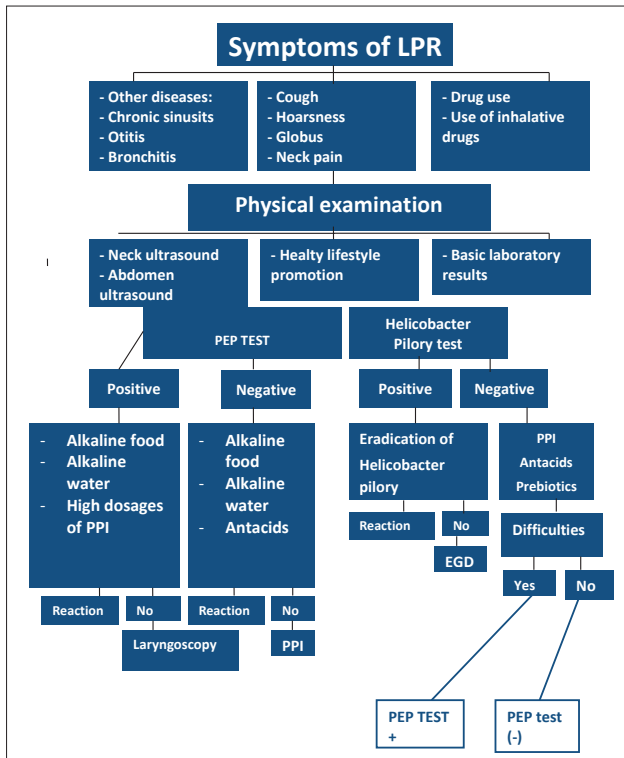 Symptoms of LPR
- Other diseases:
- Chronic sinusits
- Otitis
- Bronchitis
- Cough
- Hoarsness
- Globus
- Neck pain
- Drug use
- Use of inhalative
drugs
Physical examination
- Neck ultrasound
- Abdomen
ultrasound
- Healty lifestyle
promotion
- Basic laboratory
results
PEP TEST
Helicobacter
Pilory test
Positive
Negative
Positive
Negative
- Alkaline food
- Alkaline
water
- High dosages
of PPI
- Alkaline
food
- Alkaline
water
- Antacids
Eradication of
Helicobacter
pilory
PPI
Antacids
Prebiotics
Reaction
No
EGD
Difficulties
Yes
No
Reaction
No
Reaction
No
Laryngoscopy
PPI
PEP TEST
+
PEP test
(-)